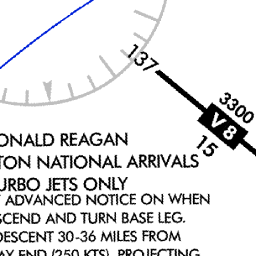 137
3300
V8
15
ONALD REAGAN
TON NATIONAL ARRIVALS
URBO JETS ONLY
ADVANCED NOTICE ON WHEN
SCEND AND TURN BASE LEG.
DESCENT 30-36 MILES FROM
AY END (250 KTS), PROJECTING